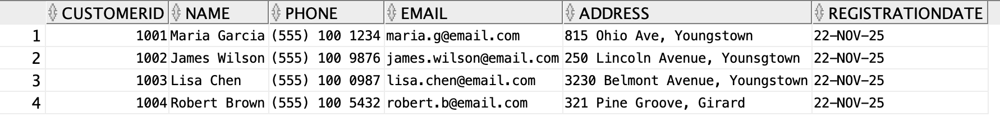 CUSTOMERID NAME PHONE EMAIL ADDRESS REGISTRATIONDATE
1 1001 Maria Garcia (555) 100 1234 maria.g@email.com 815 Ohio Ave, Youngstown 22-NOV-25
2 1002 James Wilson (555) 100 9876 james.wilson@email.com 250 Lincoln Avenue, Younsgtown 22-NOV-25
3 1003 Lisa Chen (555) 100 0987 lisa.chen@email.com 3230 Belmont Avenue, Youngstown 22-NOV-25
4 1004 Robert Brown (555) 100 5432 robert.b@email.com 321 Pine Groove, Girard 22-NOV-25